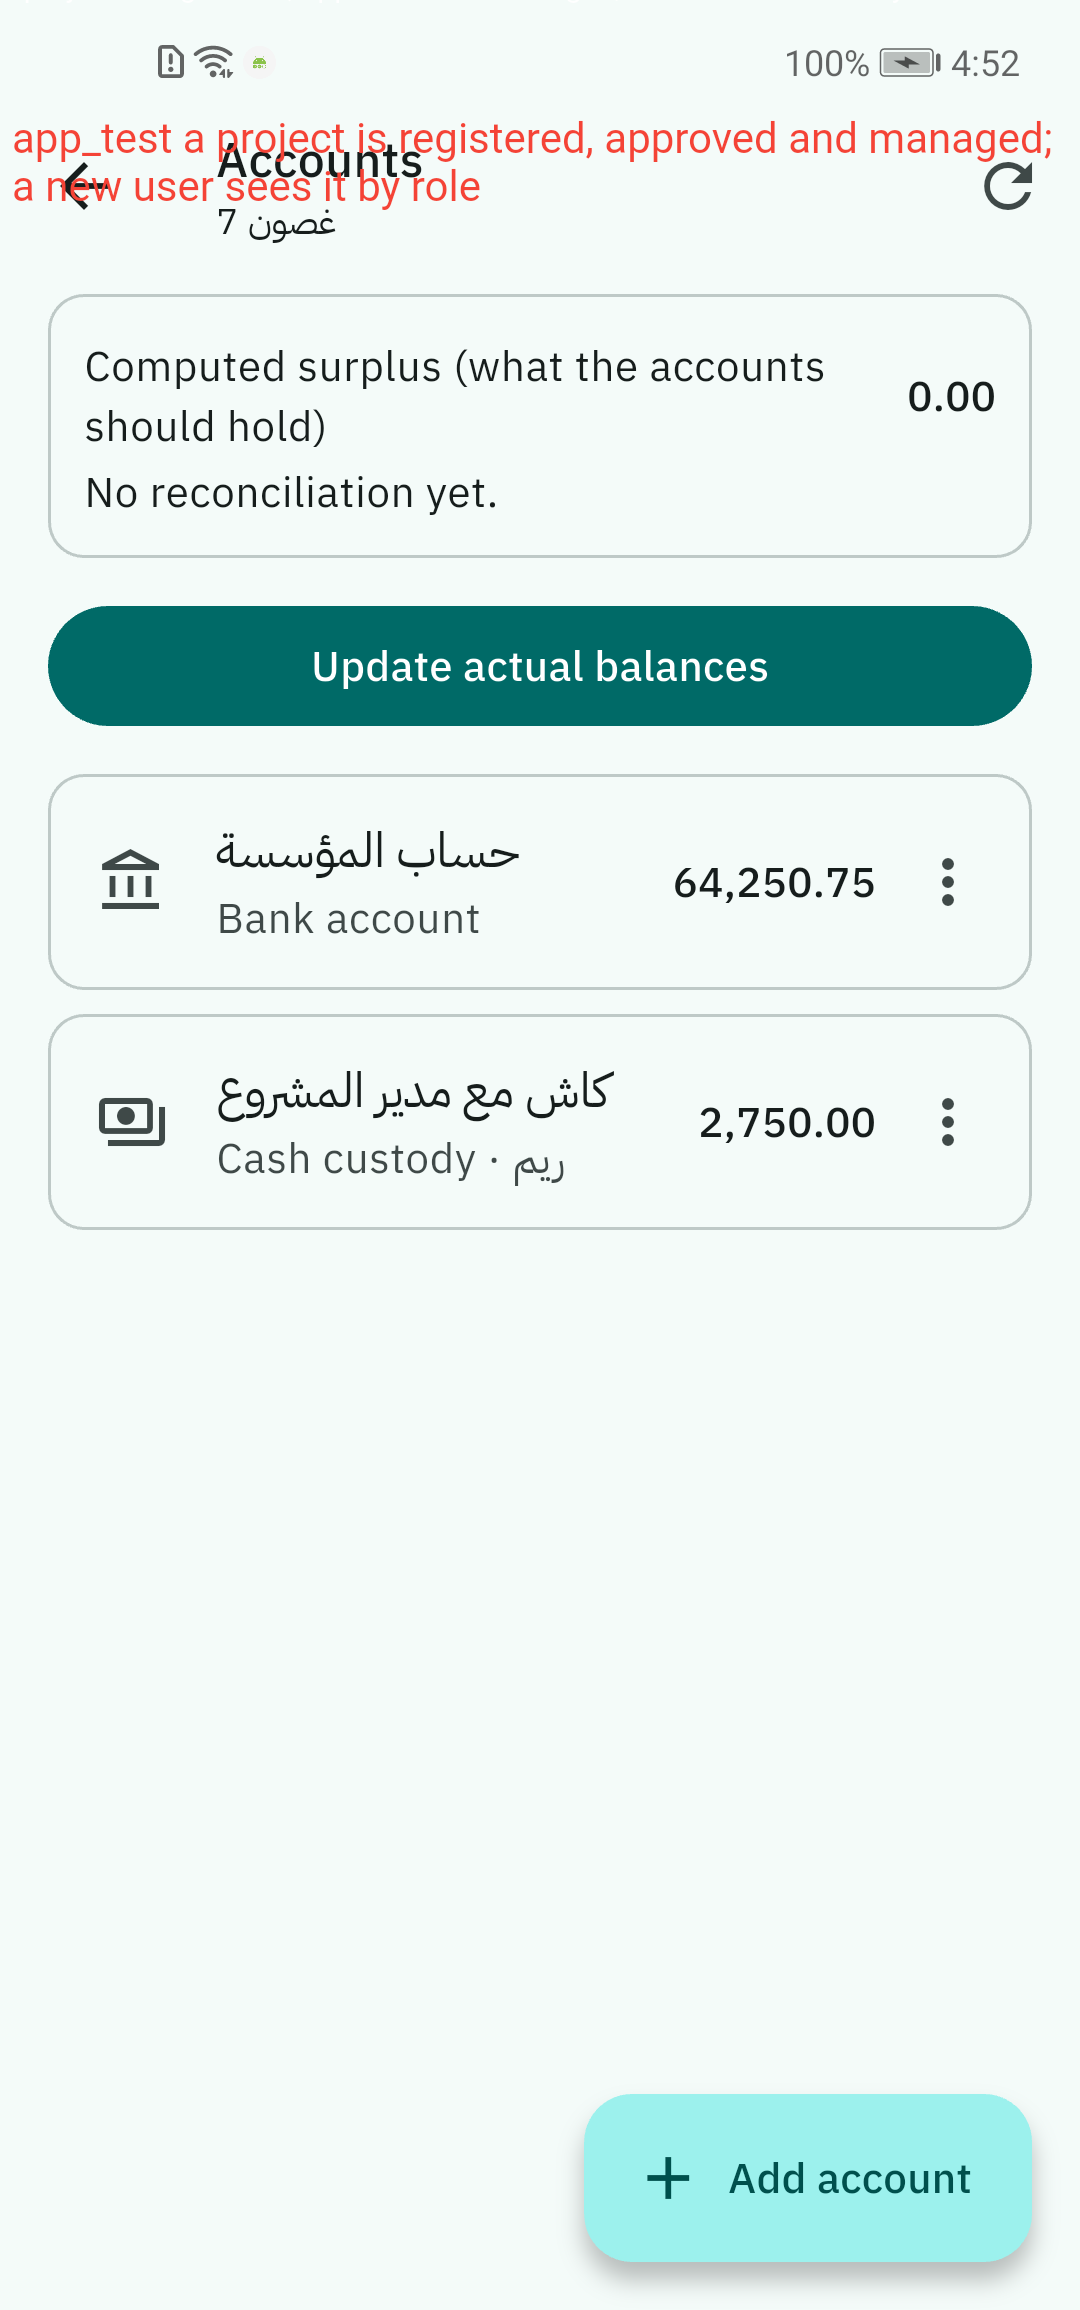 100% 4:52
app_test a project is registered, approved and managed;
a new user sees it by role
Accounts
غصون 7
Computed surplus (what the accounts
should hold)
0.00
No reconciliation yet.
Update actual balances
حساب المؤسسة
Bank account
64,250.75
كاش مع مدير المشروع
Cash custody · ريم
2,750.00
Add account